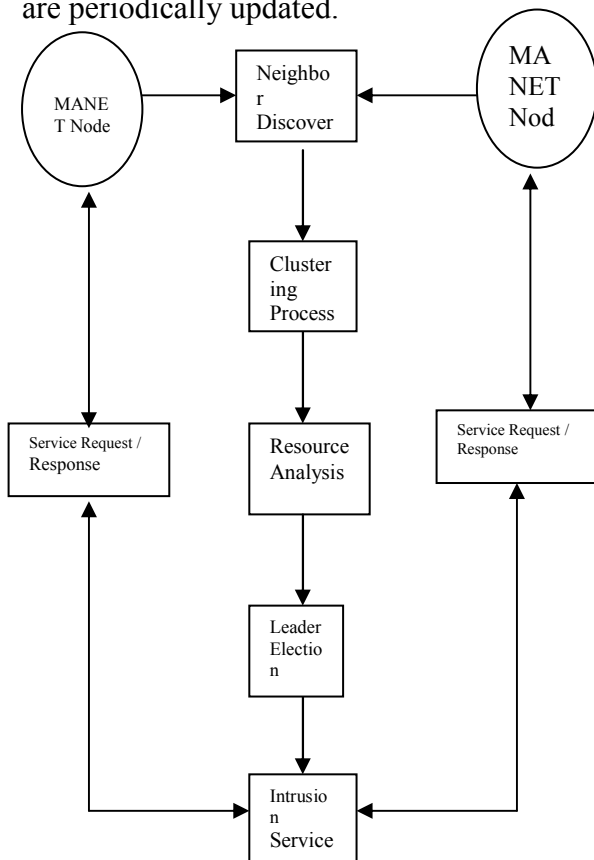 are periodically updated.
MANE
T Node
Neighbo
r
Discover
MA
NET
Nod
Cluster
ing
Process
Service Request /
Response
Resource
Analysis
Service Request /
Response
Leader
Electio
n
Intrusio
n
Service